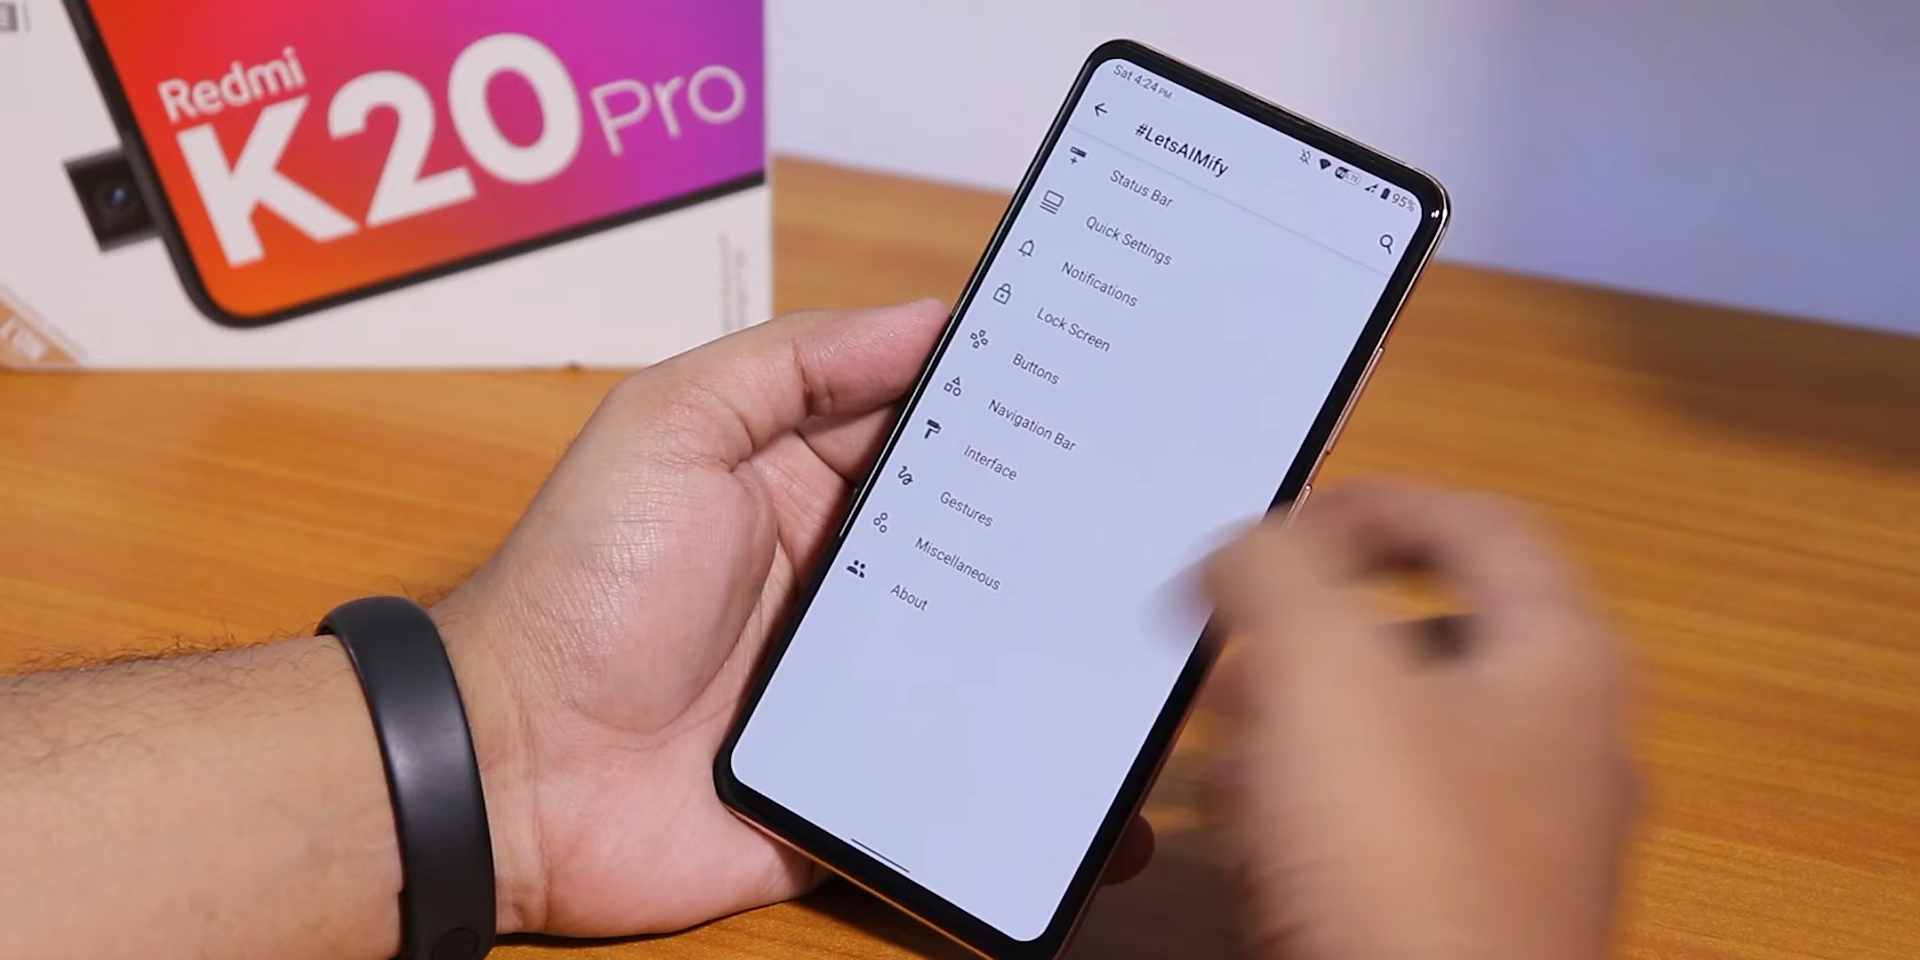 Redmi
K20 Pro
Sat 4:24 PM
95%
#LetsAIMify
Status Bar
Quick Settings
Notifications
Lock Screen
Buttons
Navigation Bar
Interface
Gestures
Miscellaneous
About